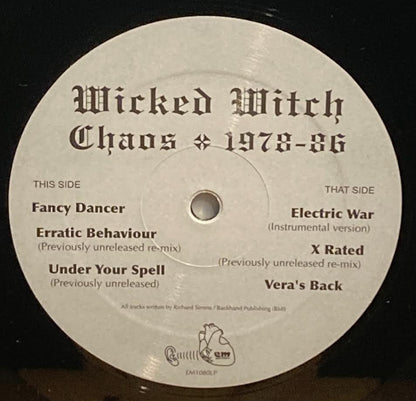 Wicked Witch
Chaos ❖ 1978-86
THIS SIDE
Fancy Dancer
Erratic Behaviour
(Previously unreleased re-mix)
Under Your Spell
(Previously unreleased)
THAT SIDE
Electric War
(Instrumental version)
X Rated
(Previously unreleased re-mix)
Vera's Back
All tracks written by Richard Simms / Backhand Publishing (BMI)
em
EM1080LP